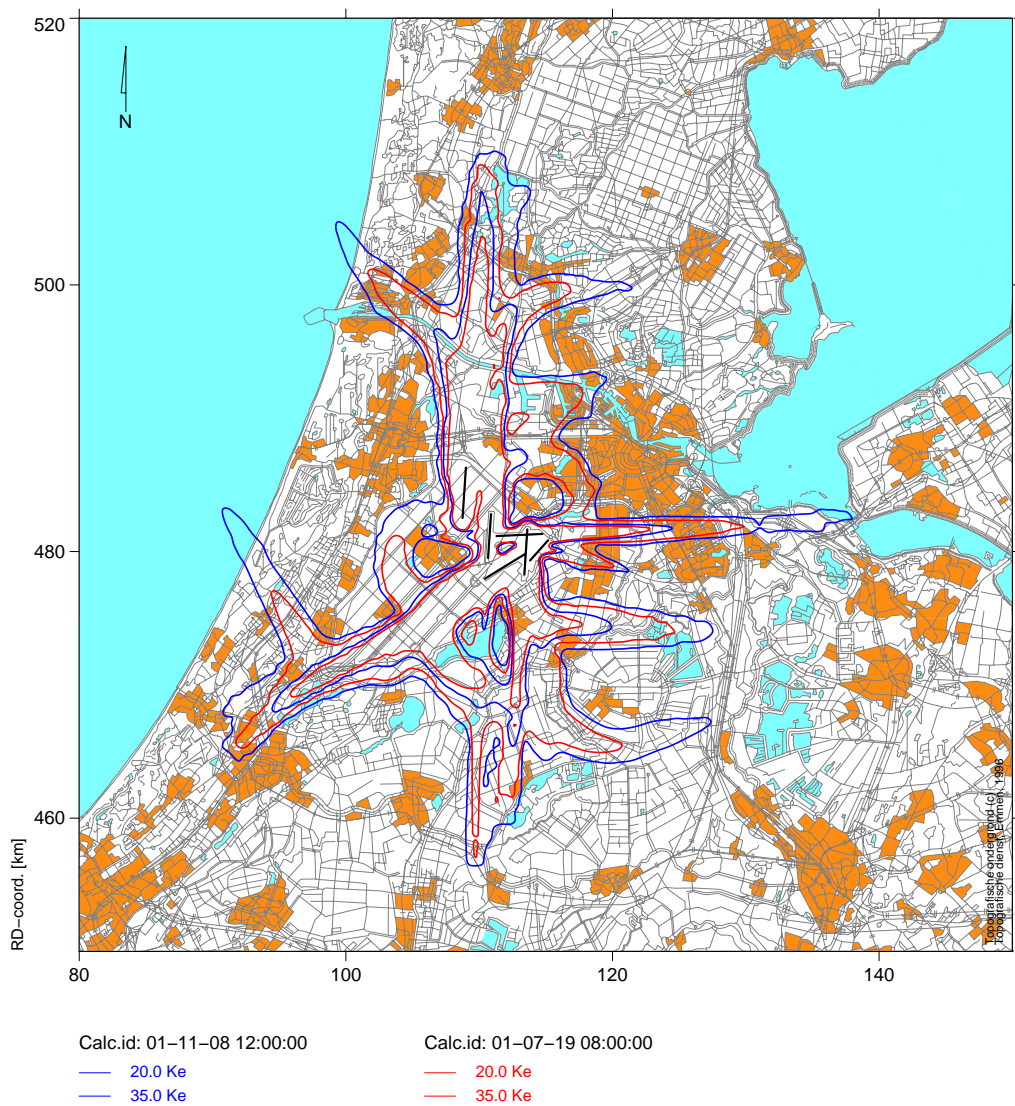 520
500
480
460
N
RD−coord. [km]
80
100
120
140
Topografische ondergrond (c)
Topografische dienst, Emmen, 1996
Calc.id: 01−11−08 12:00:00
20.0 Ke
35.0 Ke
Calc.id: 01−07−19 08:00:00
20.0 Ke
35.0 Ke